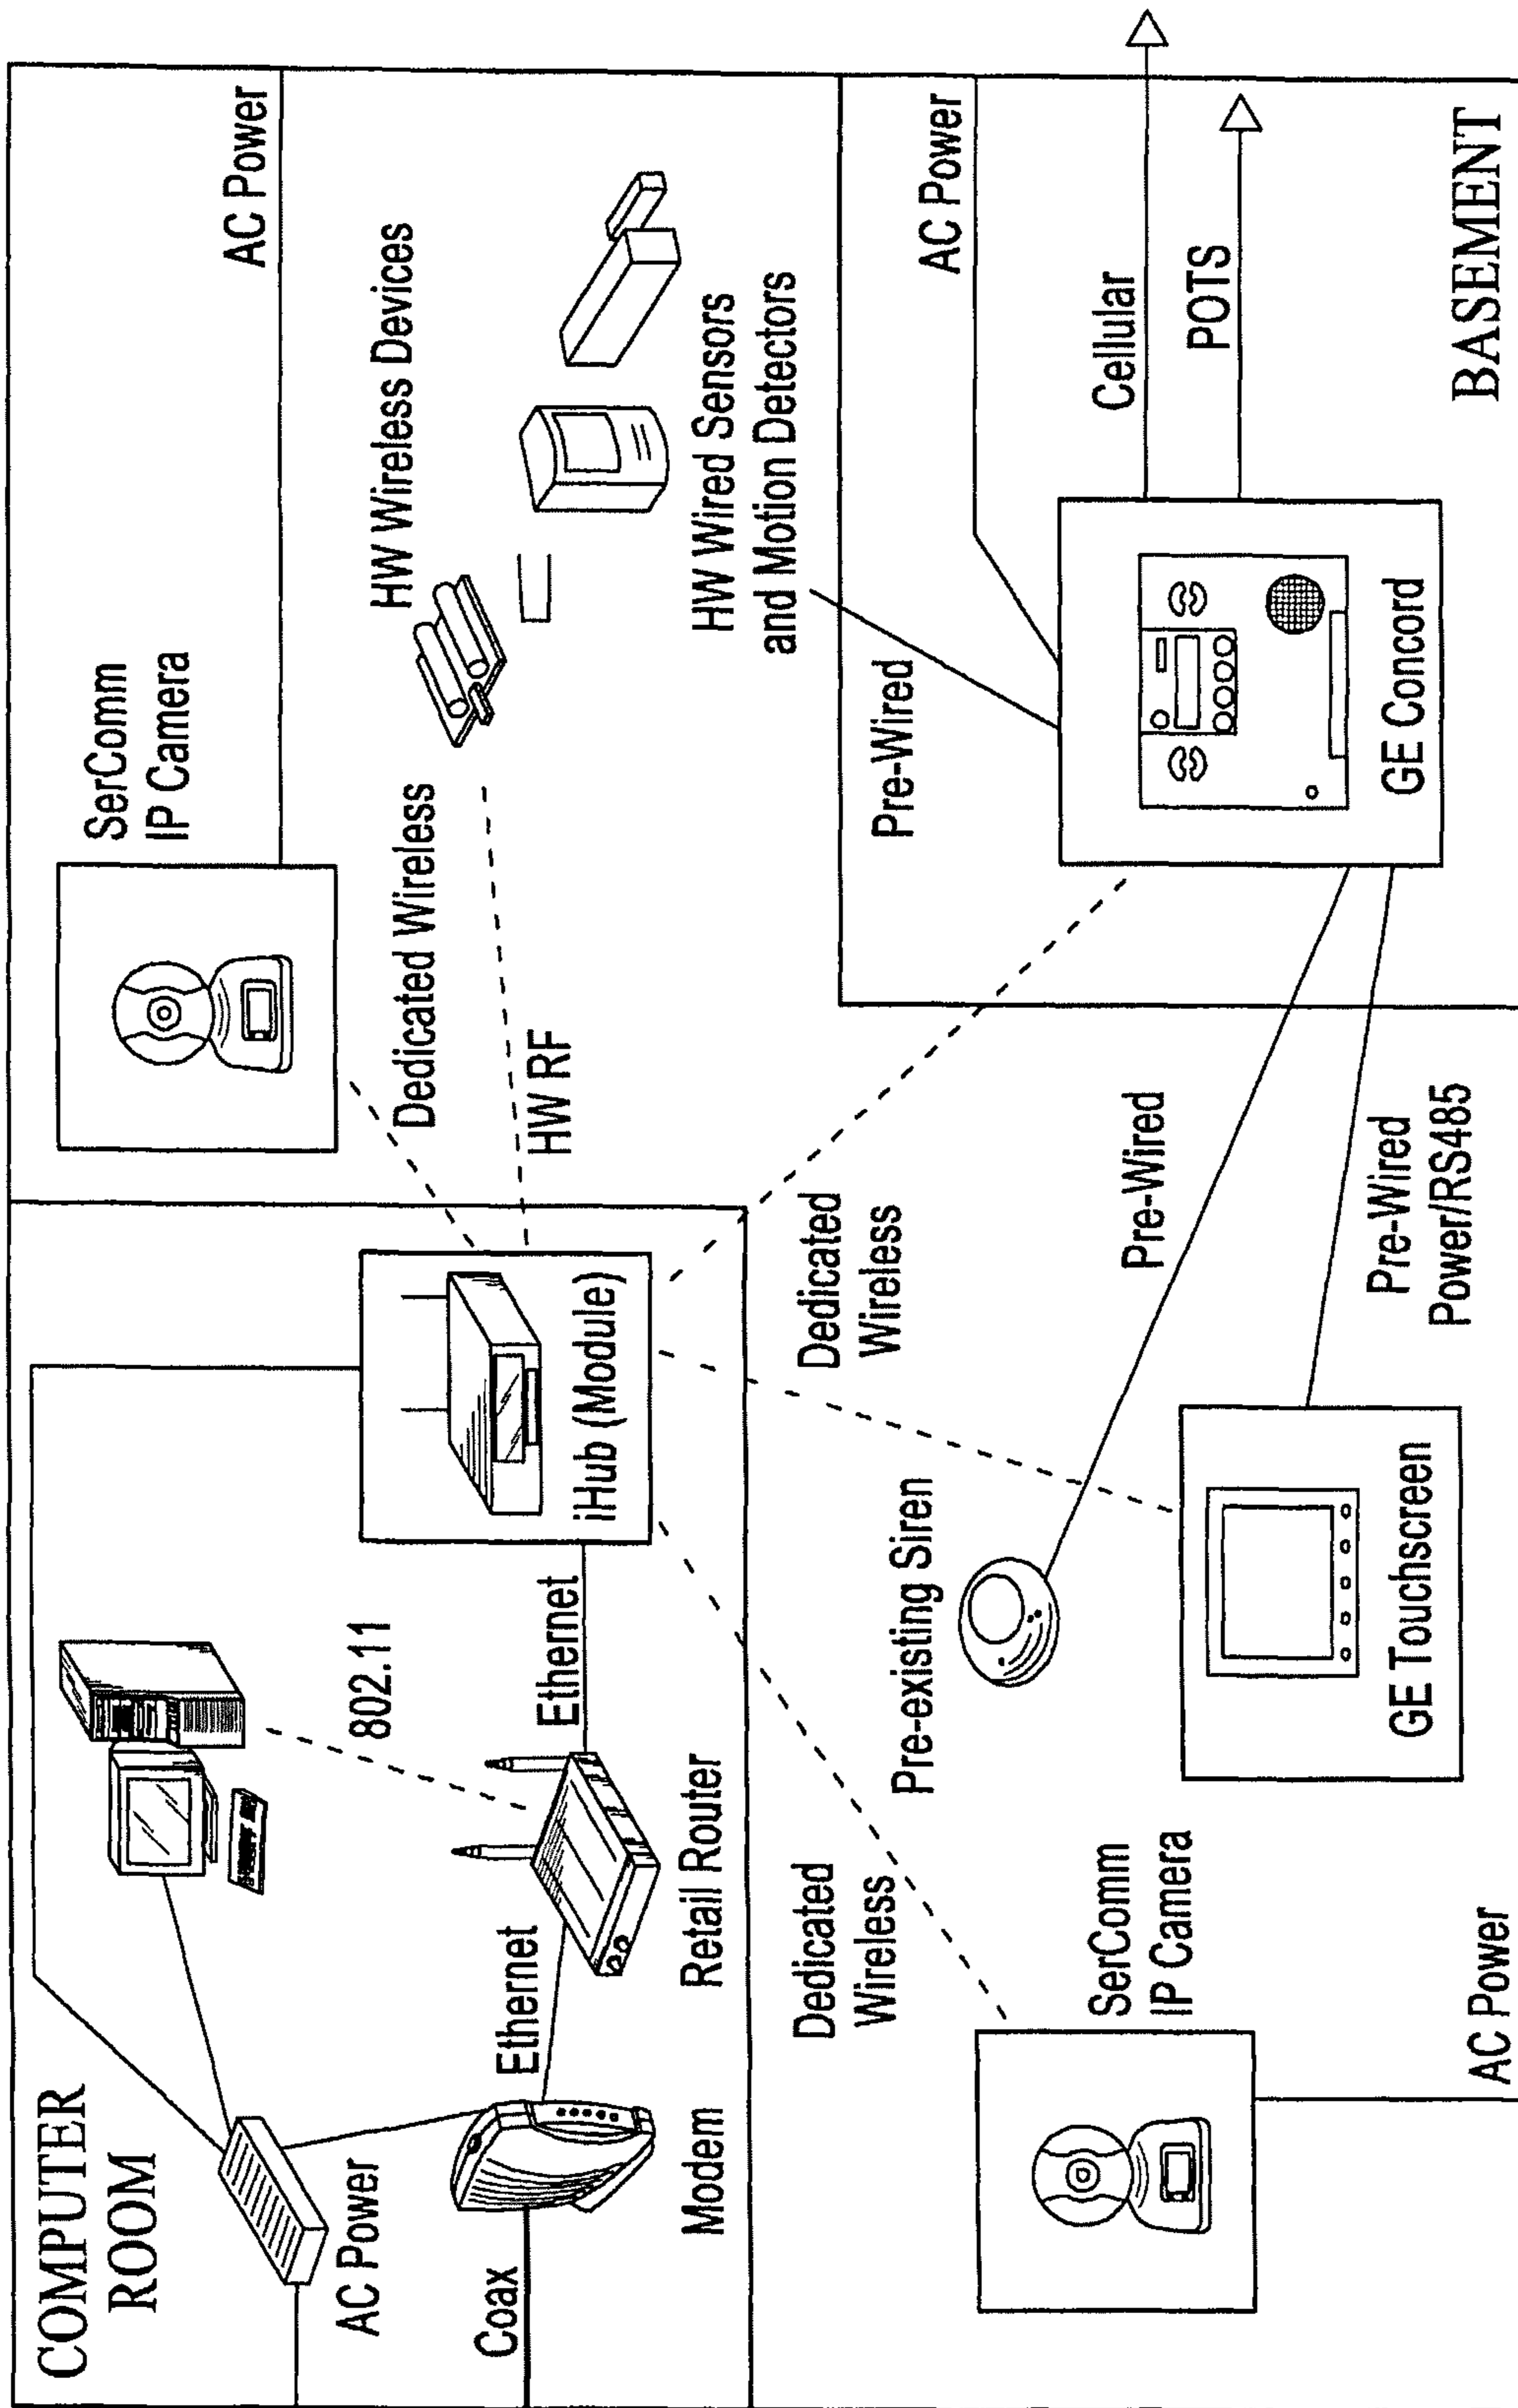 COMPUTER
ROOM
AC Power
Coax
Modem
Ethernet
Retail Router
802.11
Ethernet
iHub (Module)
SerComm
IP Camera
AC Power
Dedicated Wireless
HW RF
HW Wireless Devices
HW Wired Sensors
and Motion Detectors
Dedicated
Wireless
SerComm
IP Camera
AC Power
Pre-existing Siren
GE Touchscreen
Dedicated
Wireless
Pre-Wired
Pre-Wired
Power/RS485
Pre-Wired
GE Concord
AC Power
Cellular
POTS
BASEMENT